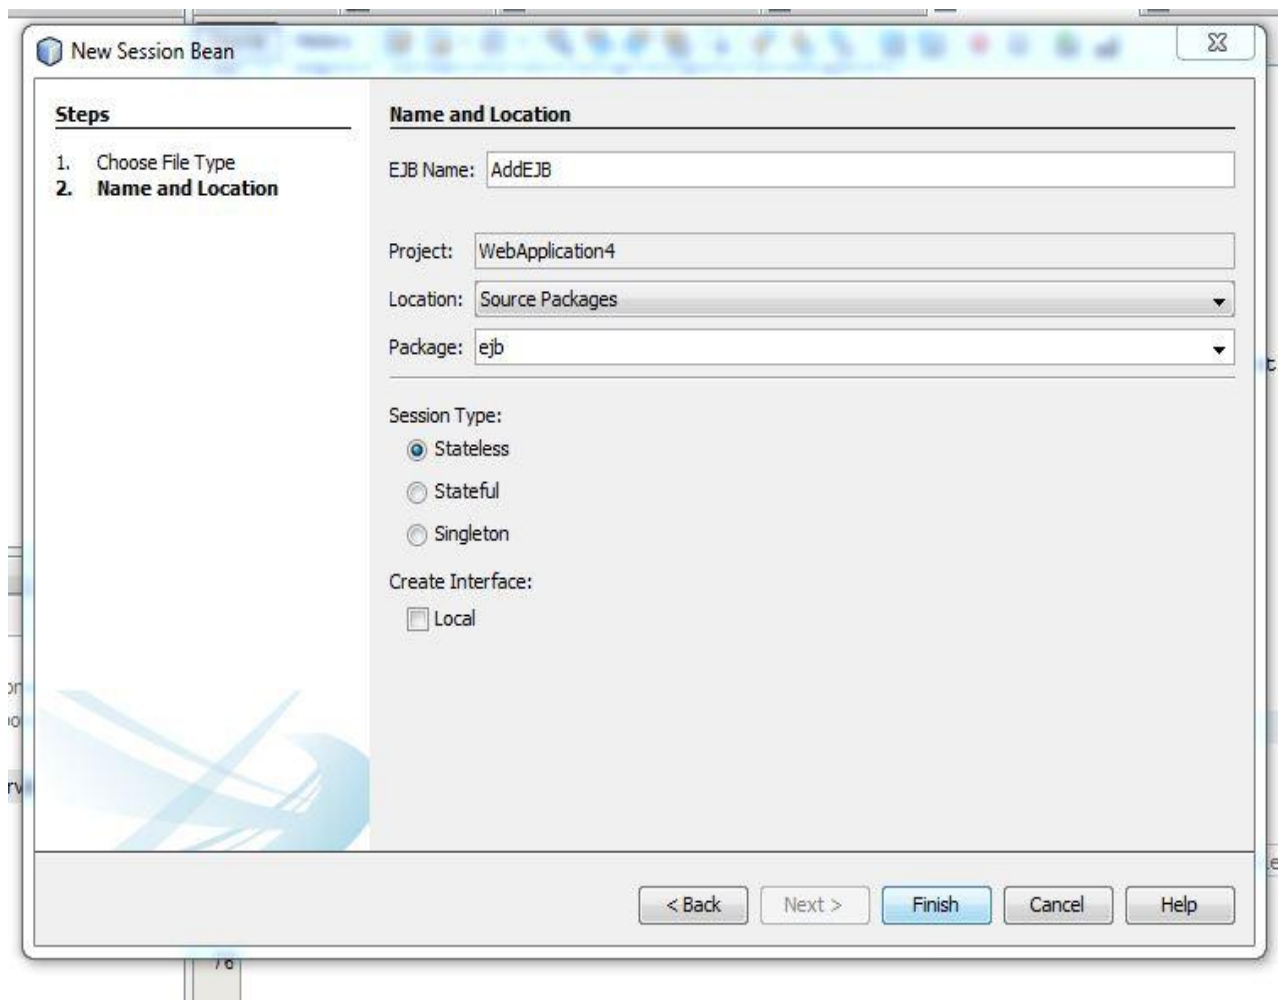 New Session Bean
Steps
1. Choose File Type
2. Name and Location
Name and Location
EJB Name: AddEJB
Project: WebApplication4
Location: Source Packages
Package: ejb
Session Type:
Stateless
Stateful
Singleton
Create Interface:
Local
< Back Next > Finish Cancel Help